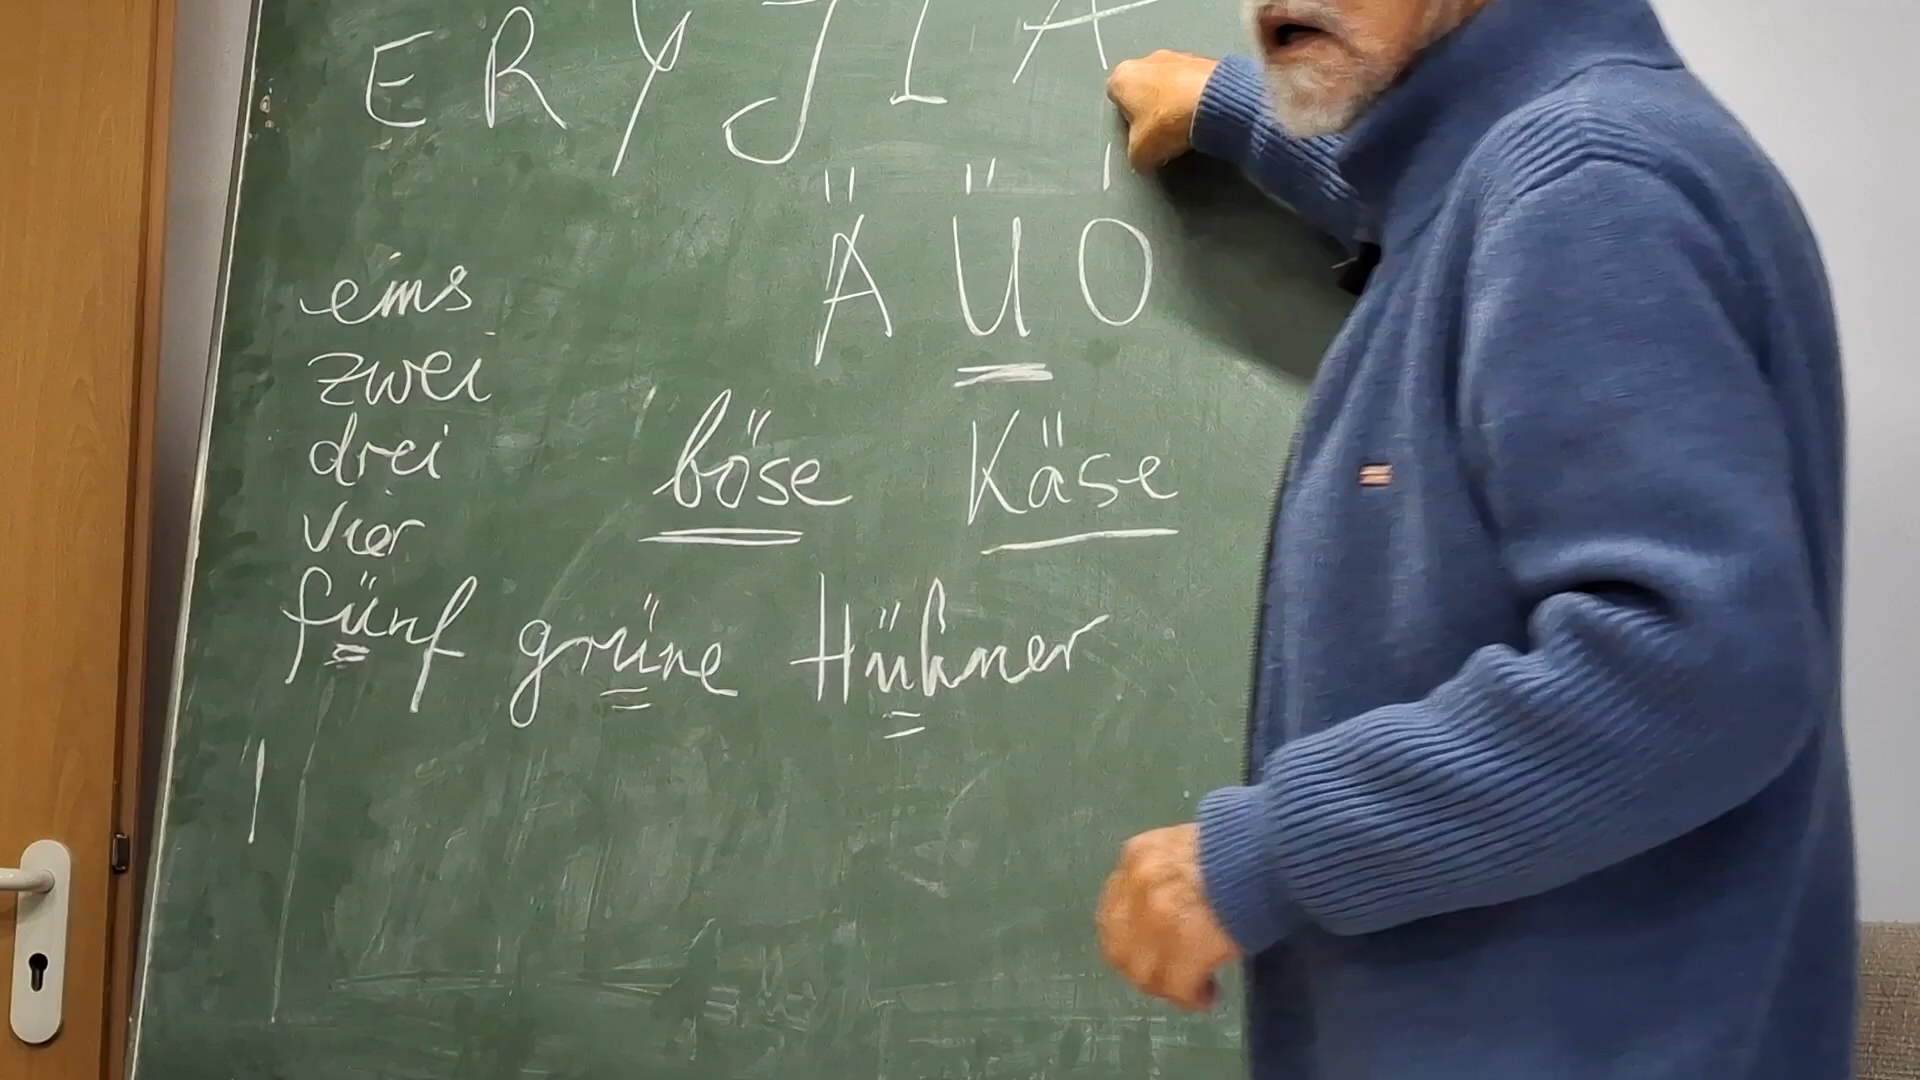 E R Y J I A
Ä Ü O
eins
zwei
drei
vier
böse Käse
fünf grüne Hühner